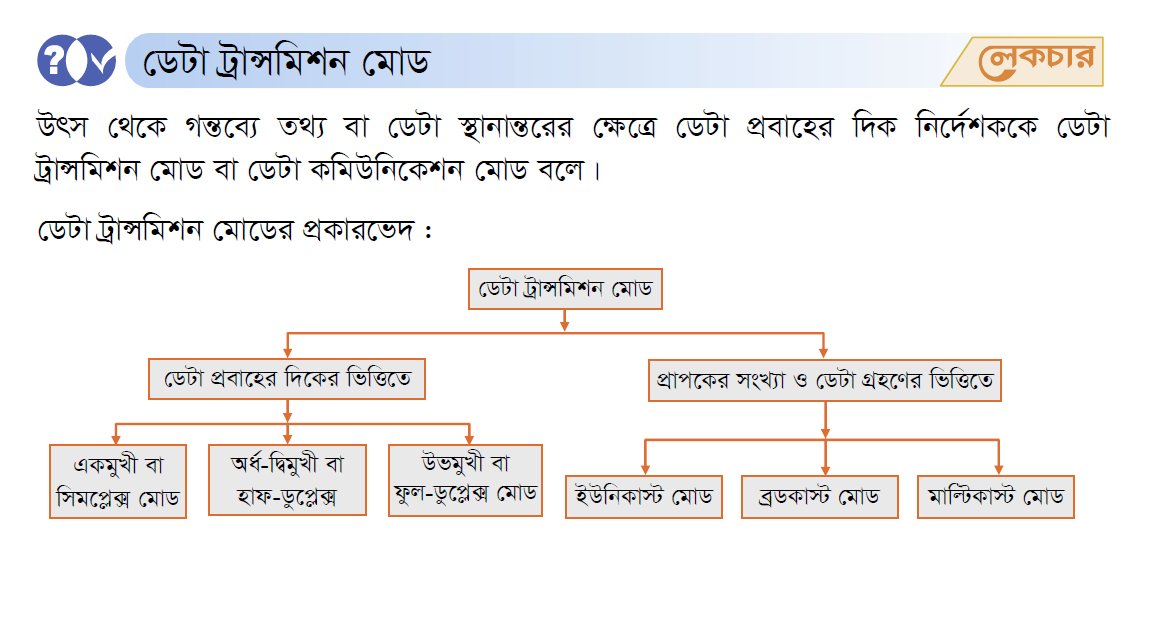 ডেটা ট্রান্সমিশন মোড
লেকচার
উৎস থেকে গন্তব্যে তথ্য বা ডেটা স্থানান্তরের ক্ষেত্রে ডেটা প্রবাহের দিক নির্দেশককে ডেটা
ট্রান্সমিশন মোড বা ডেটা কমিউনিকেশন মোড বলে।
ডেটা ট্রান্সমিশন মোডের প্রকারভেদ :
ডেটা ট্রান্সমিশন মোড
ডেটা প্রবাহের দিকের ভিত্তিতে
প্রাপকের সংখ্যা ও ডেটা গ্রহণের ভিত্তিতে
একমুখী বা
সিমপ্লেক্স মোড
অর্ধ-দ্বিমুখী বা
হাফ-ডুপ্লেক্স
উভমুখী বা
ফুল-ডুপ্লেক্স মোড
ইউনিকাস্ট মোড
ব্রডকাস্ট মোড
মাল্টিকাস্ট মোড